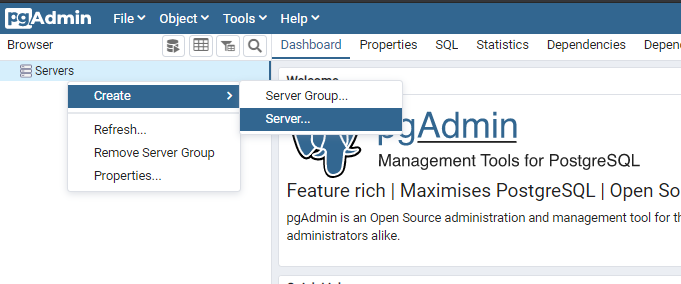 pgAdmin File Object Tools Help
Browser Dashboard Properties SQL Statistics Dependencies Depen
Servers
Welcome
Create Server Group...
Server...
pgAdmin
Refresh...
Remove Server Group
Properties...
Management Tools for PostgreSQL
Feature rich | Maximises PostgreSQL | Open So
pgAdmin is an Open Source administration and management tool for th
administrators alike.